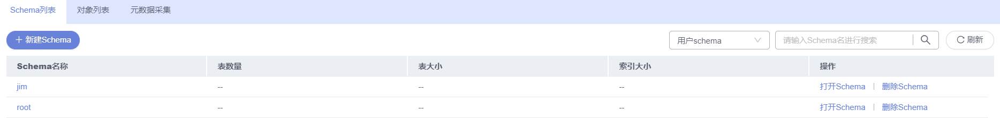 Schema列表 对象列表 元数据采集
新建Schema 用户schema 请输入Schema名进行搜索 刷新
Schema名称 表数量 表大小 索引大小 操作
jim -- -- -- 打开Schema 删除Schema
root -- -- -- 打开Schema 删除Schema